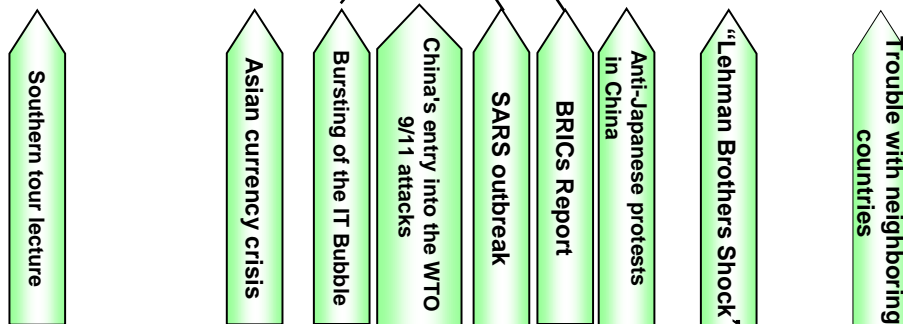 Southern tour lecture
Asian currency crisis
Bursting of the IT Bubble
China's entry into the WTO
9/11 attacks
SARS outbreak
BRICs Report
Anti-Japanese protests
in China
“Lehman Brothers Shock”
Trouble with neighboring
countries